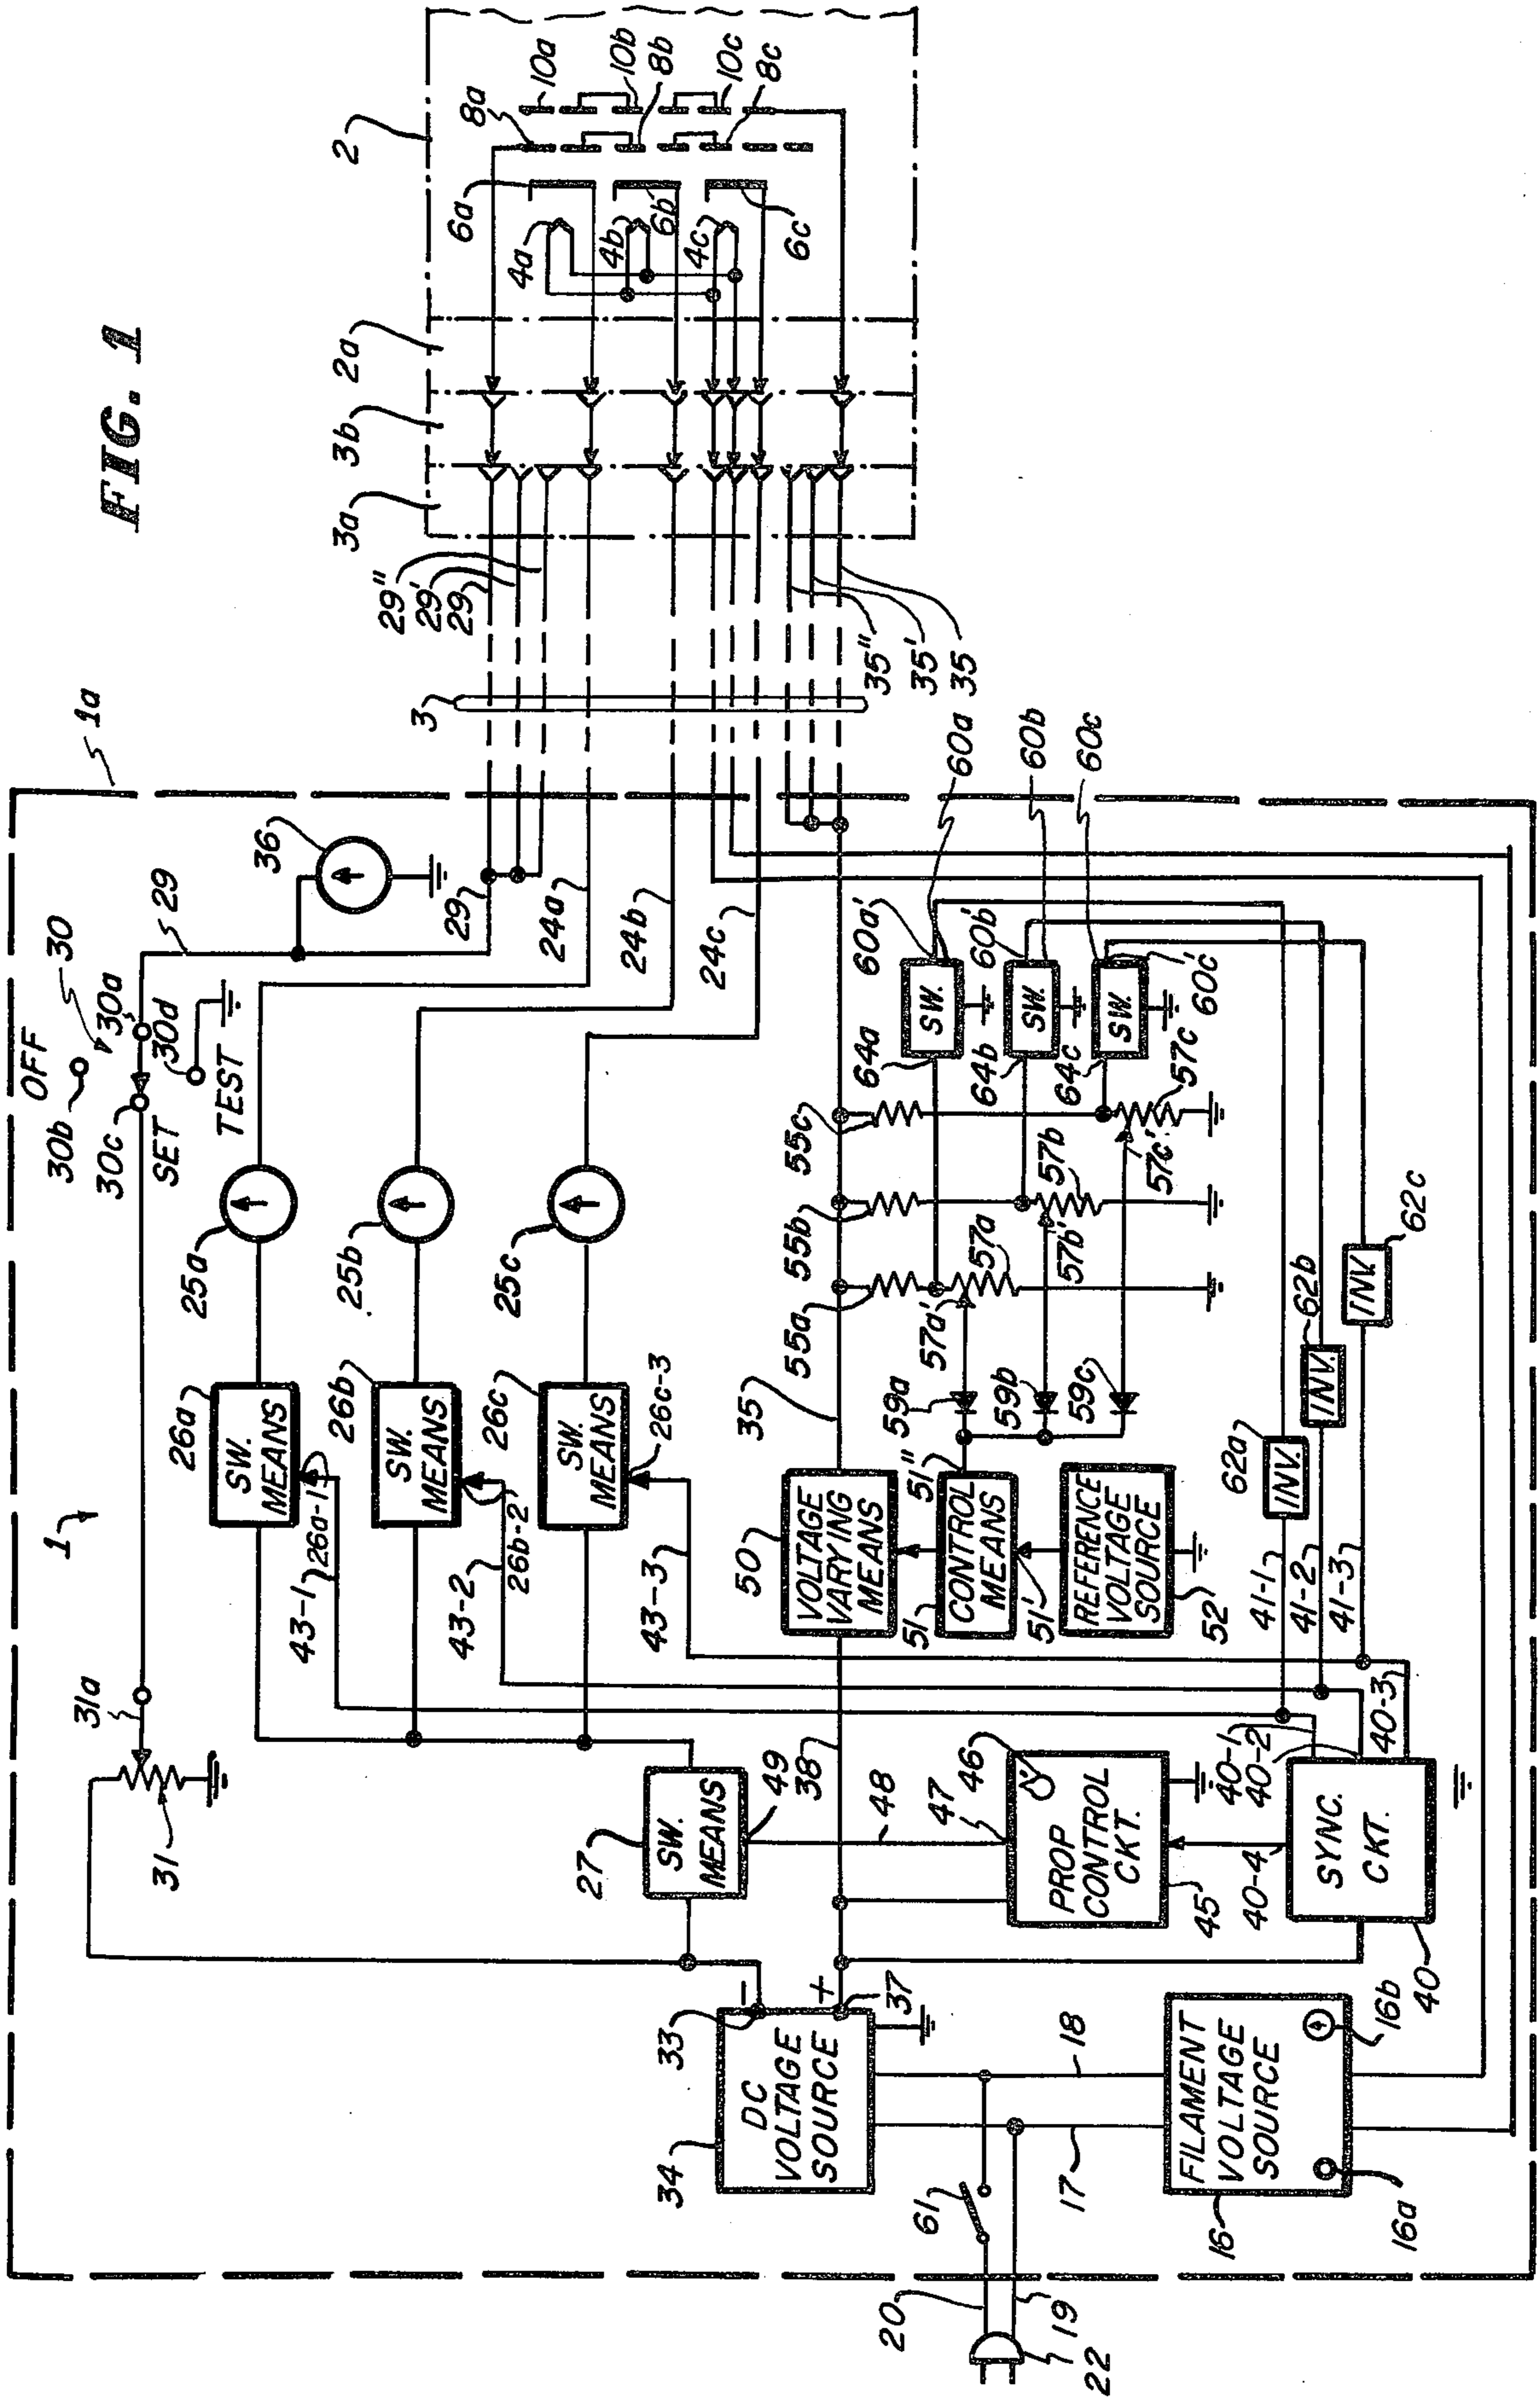 FIG. 1
1
1a
2
2a
3b
3a
3
4a
4b
4c
6a
6b
6c
8a
8b
8c
10a
10b
10c
29"
29'
29
35"
35'
35
OFF
30b
30
30a
30c
30d
SET
TEST
29
36
29
24a
24b
24c
31a
31
25a
25b
25c
26a
SW.
MEANS
26a-1
26b
SW.
MEANS
26b-2
26c
SW.
MEANS
26c-3
43-1
43-2
43-3
27
SW.
MEANS
49
38
48
47
46
PROP
CONTROL
CKT.
45
40-4
SYNC.
CKT.
40
40-1
40-2
40-3
41-1
41-2
41-3
35
50
VOLTAGE
VARYING
MEANS
51
CONTROL
MEANS
51"
51'
REFERENCE
VOLTAGE
SOURCE
52
55a
55b
55c
57a
57a'
57b
57b'
57c
57c'
59a
59b
59c
60a
60a'
60b
60b'
60c
60c'
SW.
SW.
SW.
64a
64b
64c
62a
INV.
62b
INV.
62c
INV.
33
-
+
37
34
DC
VOLTAGE
SOURCE
18
17
61
20
19
22
FILAMENT
VOLTAGE
SOURCE
16
16a
16b